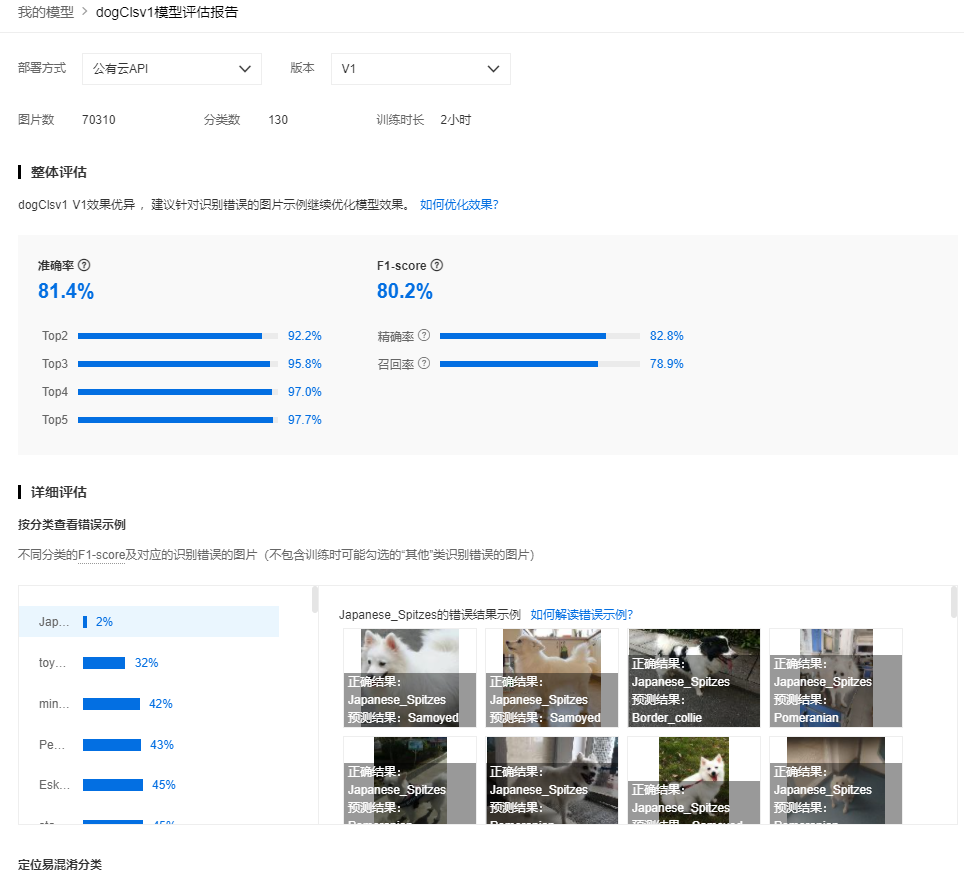 我的模型 > dogClsv1模型评估报告
部署方式 公有云API 版本 V1
图片数 70310 分类数 130 训练时长 2小时
整体评估
dogClsv1 V1效果优异， 建议针对识别错误的图片示例继续优化模型效果。 如何优化效果?
准确率 ? F1-score ?
81.4% 80.2%
Top2 92.2% 精确率 ? 82.8%
Top3 95.8% 召回率 ? 78.9%
Top4 97.0%
Top5 97.7%
详细评估
按分类查看错误示例
不同分类的F1-score及对应的识别错误的图片（不包含训练时可能勾选的“其他”类识别错误的图片）
Jap... 2%
toy... 32%
min... 42%
Pe... 43%
Esk... 45%
45%
Japanese_Spitzes的错误结果示例 如何解读错误示例?
正确结果：
Japanese_Spitzes
预测结果：Samoyed
正确结果：
Japanese_Spitzes
预测结果：Samoyed
正确结果：
Japanese_Spitzes
预测结果：
Border_collie
正确结果：
Japanese_Spitzes
预测结果：
Pomeranian
正确结果：
Japanese_Spitzes
预测结果：
Pomeranian
正确结果：
Japanese_Spitzes
预测结果：
Pomeranian
正确结果：
Japanese_Spitzes
预测结果：Samoyed
正确结果：
Japanese_Spitzes
预测结果：
Pomeranian
定位易混淆分类